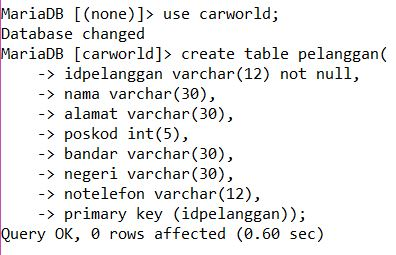 MariaDB [(none)]> use carworld;
Database changed
MariaDB [carworld]> create table pelanggan(
    -> idpelanggan varchar(12) not null,
    -> nama varchar(30),
    -> alamat varchar(30),
    -> poskod int(5),
    -> bandar varchar(30),
    -> negeri varchar(30),
    -> notelefon varchar(12),
    -> primary key (idpelanggan));
Query OK, 0 rows affected (0.60 sec)